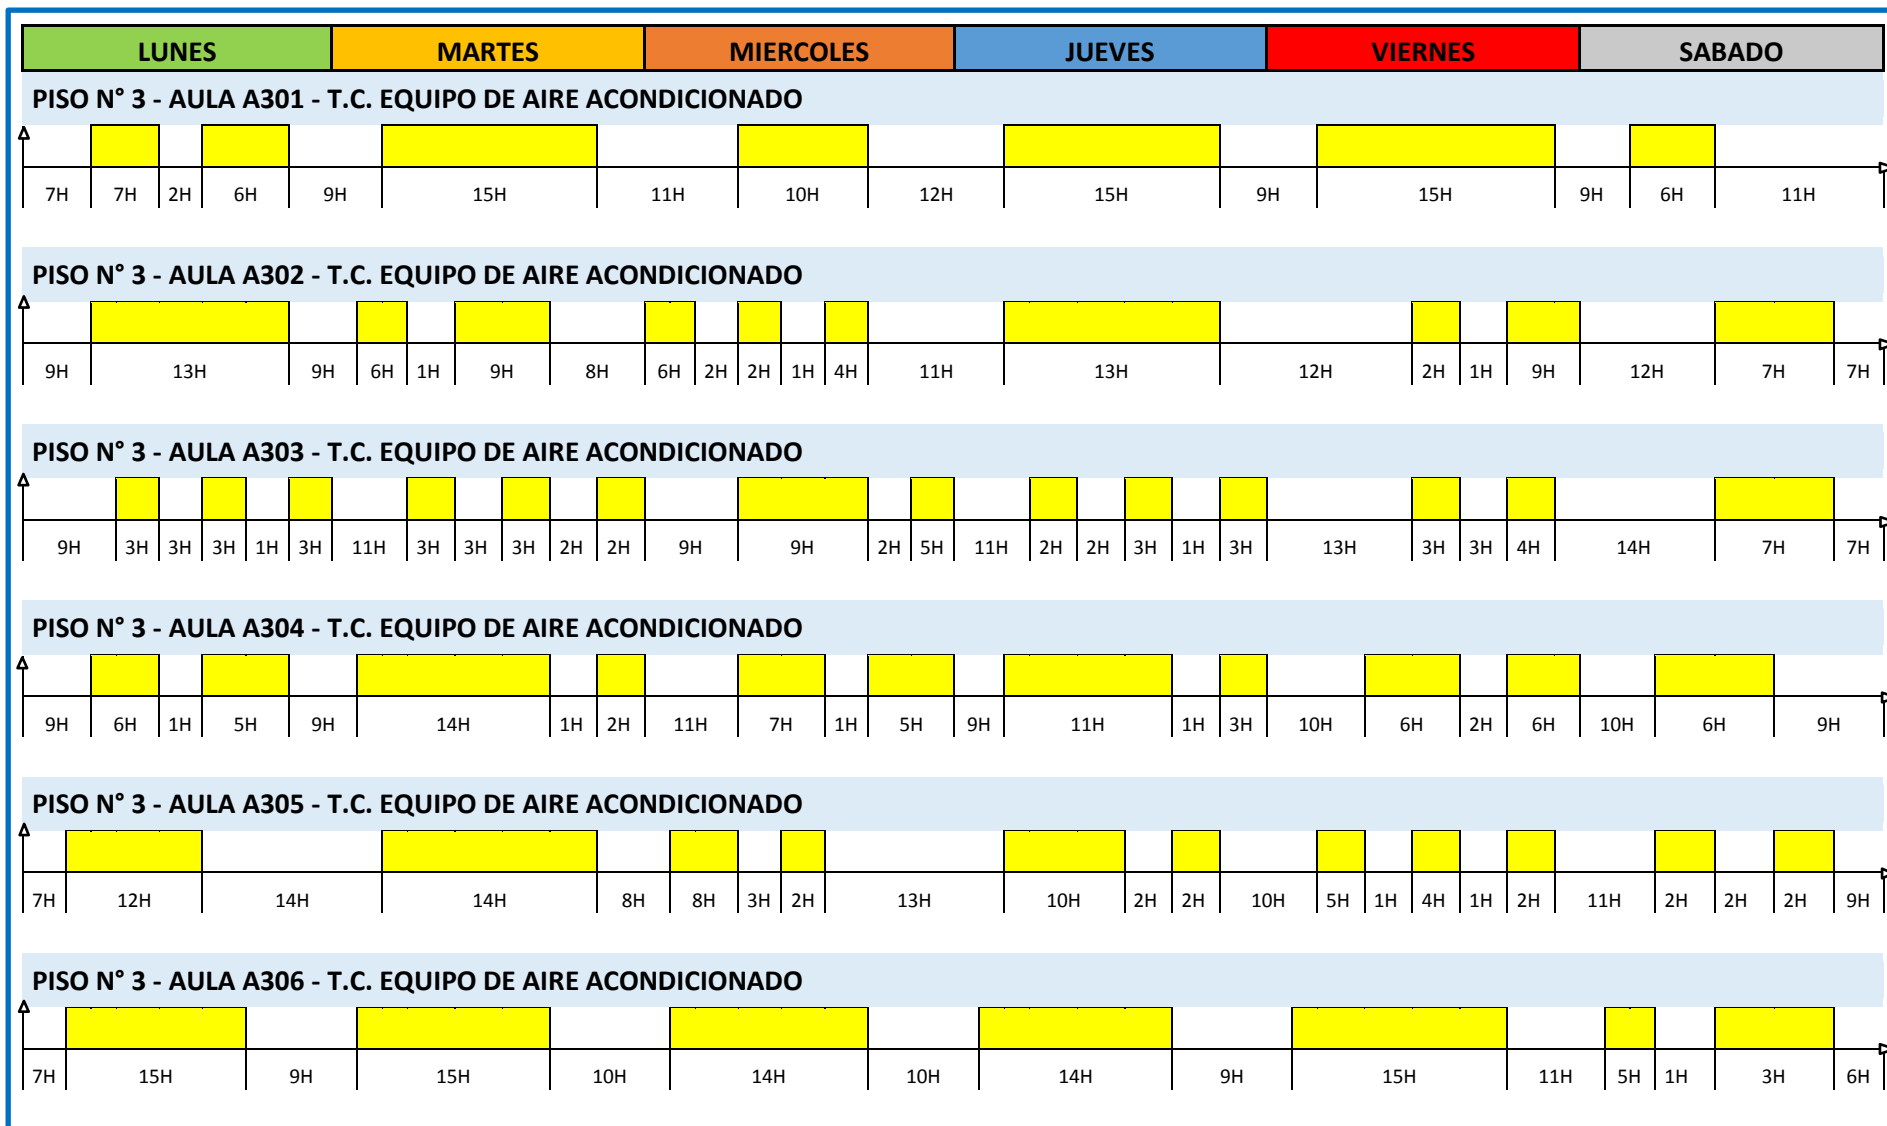 LUNES MARTES MIERCOLES JUEVES VIERNES SABADO
PISO N° 3 - AULA A301 - T.C. EQUIPO DE AIRE ACONDICIONADO
7H 7H 2H 6H 9H 15H 11H 10H 12H 15H 9H 15H 9H 6H 11H
PISO N° 3 - AULA A302 - T.C. EQUIPO DE AIRE ACONDICIONADO
9H 13H 9H 6H 1H 9H 8H 6H 2H 2H 1H 4H 11H 13H 12H 2H 1H 9H 12H 7H 7H
PISO N° 3 - AULA A303 - T.C. EQUIPO DE AIRE ACONDICIONADO
9H 3H 3H 3H 1H 3H 11H 3H 3H 3H 2H 2H 9H 9H 2H 5H 11H 2H 2H 3H 1H 3H 13H 3H 3H 4H 14H 7H 7H
PISO N° 3 - AULA A304 - T.C. EQUIPO DE AIRE ACONDICIONADO
9H 6H 1H 5H 9H 14H 1H 2H 11H 7H 1H 5H 9H 11H 1H 3H 10H 6H 2H 6H 10H 6H 9H
PISO N° 3 - AULA A305 - T.C. EQUIPO DE AIRE ACONDICIONADO
7H 12H 14H 14H 8H 8H 3H 2H 13H 10H 2H 2H 10H 5H 1H 4H 1H 2H 11H 2H 2H 2H 9H
PISO N° 3 - AULA A306 - T.C. EQUIPO DE AIRE ACONDICIONADO
7H 15H 9H 15H 10H 14H 10H 14H 9H 15H 11H 5H 1H 3H 6H